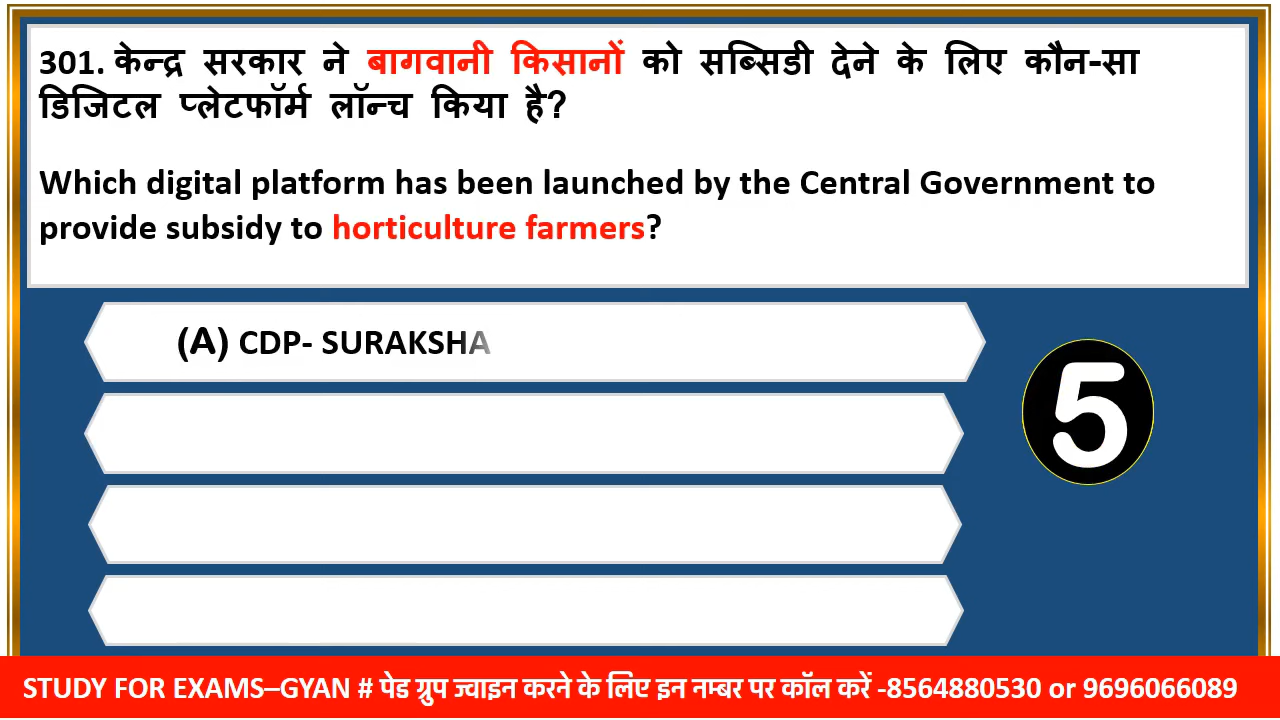 301. केन्द्र सरकार ने बागवानी किसानों को सब्सिडी देने के लिए कौन-सा
डिजिटल प्लेटफॉर्म लॉन्च किया है?
Which digital platform has been launched by the Central Government to
provide subsidy to horticulture farmers?
(A) CDP- SURAKSHA
5
STUDY FOR EXAMS–GYAN # पेड ग्रुप ज्वाइन करने के लिए इन नम्बर पर कॉल करें -8564880530 or 9696066089